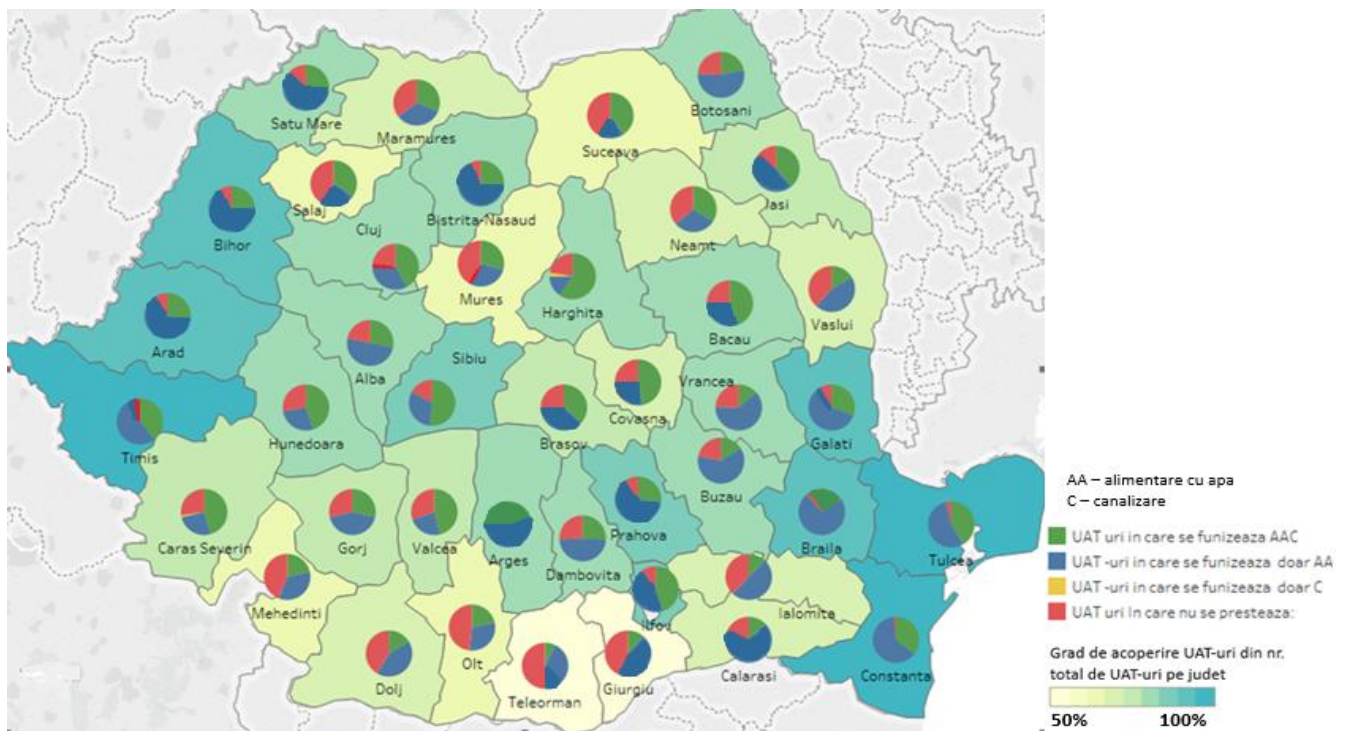 Botosani
Satu Mare
Maramures
Suceava
Iasi
Salaj
Bistrita-Nasaud
Cluj
Bihor
Neamt
Mures
Harghita
Vaslui
Bacau
Arad
Sibiu
Alba
Vrancea
Covasna
Hunedoara
Brasov
Galati
Timis
AA – alimentare cu apa
C – canalizare
Buzau
Prahova
UAT uri in care se funizeaza AAC
Caras Severin
Gorj
Valcea
Arges
Braila
Tulcea
UAT -uri in care se funizeaza doar AA
Dambovita
UAT -uri in care se funizeaza doar C
Mehedinti
Ilfov
Ialomita
UAT uri In care nu se presteaza:
Grad de acoperire UAT-uri din nr.
total de UAT-uri pe judet
Olt
Calarasi
Constanta
Dolj
Teleorman
Giurgiu
50% 100%